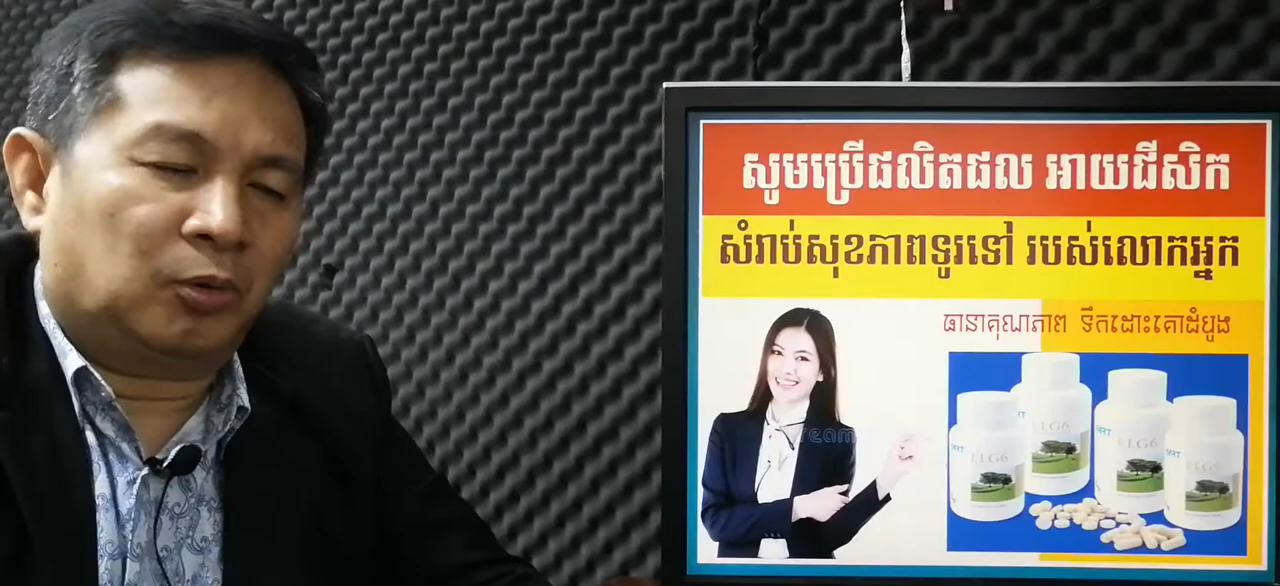 សូមប្រើផលិតផល អាយជីសិក
សំរាប់សុខភាពទូរទៅ របស់លោកអ្នក
ធានាគុណភាព ទឹកដោះគោដំបូង